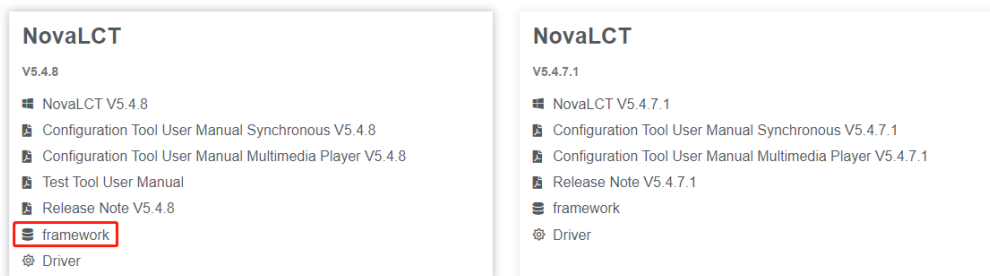 NovaLCT
V5.4.8
NovaLCT V5.4.8
Configuration Tool User Manual Synchronous V5.4.8
Configuration Tool User Manual Multimedia Player V5.4.8
Test Tool User Manual
Release Note V5.4.8
framework
Driver
NovaLCT
V5.4.7.1
NovaLCT V5.4.7.1
Configuration Tool User Manual Synchronous V5.4.7.1
Configuration Tool User Manual Multimedia Player V5.4.7.1
Release Note V5.4.7.1
framework
Driver